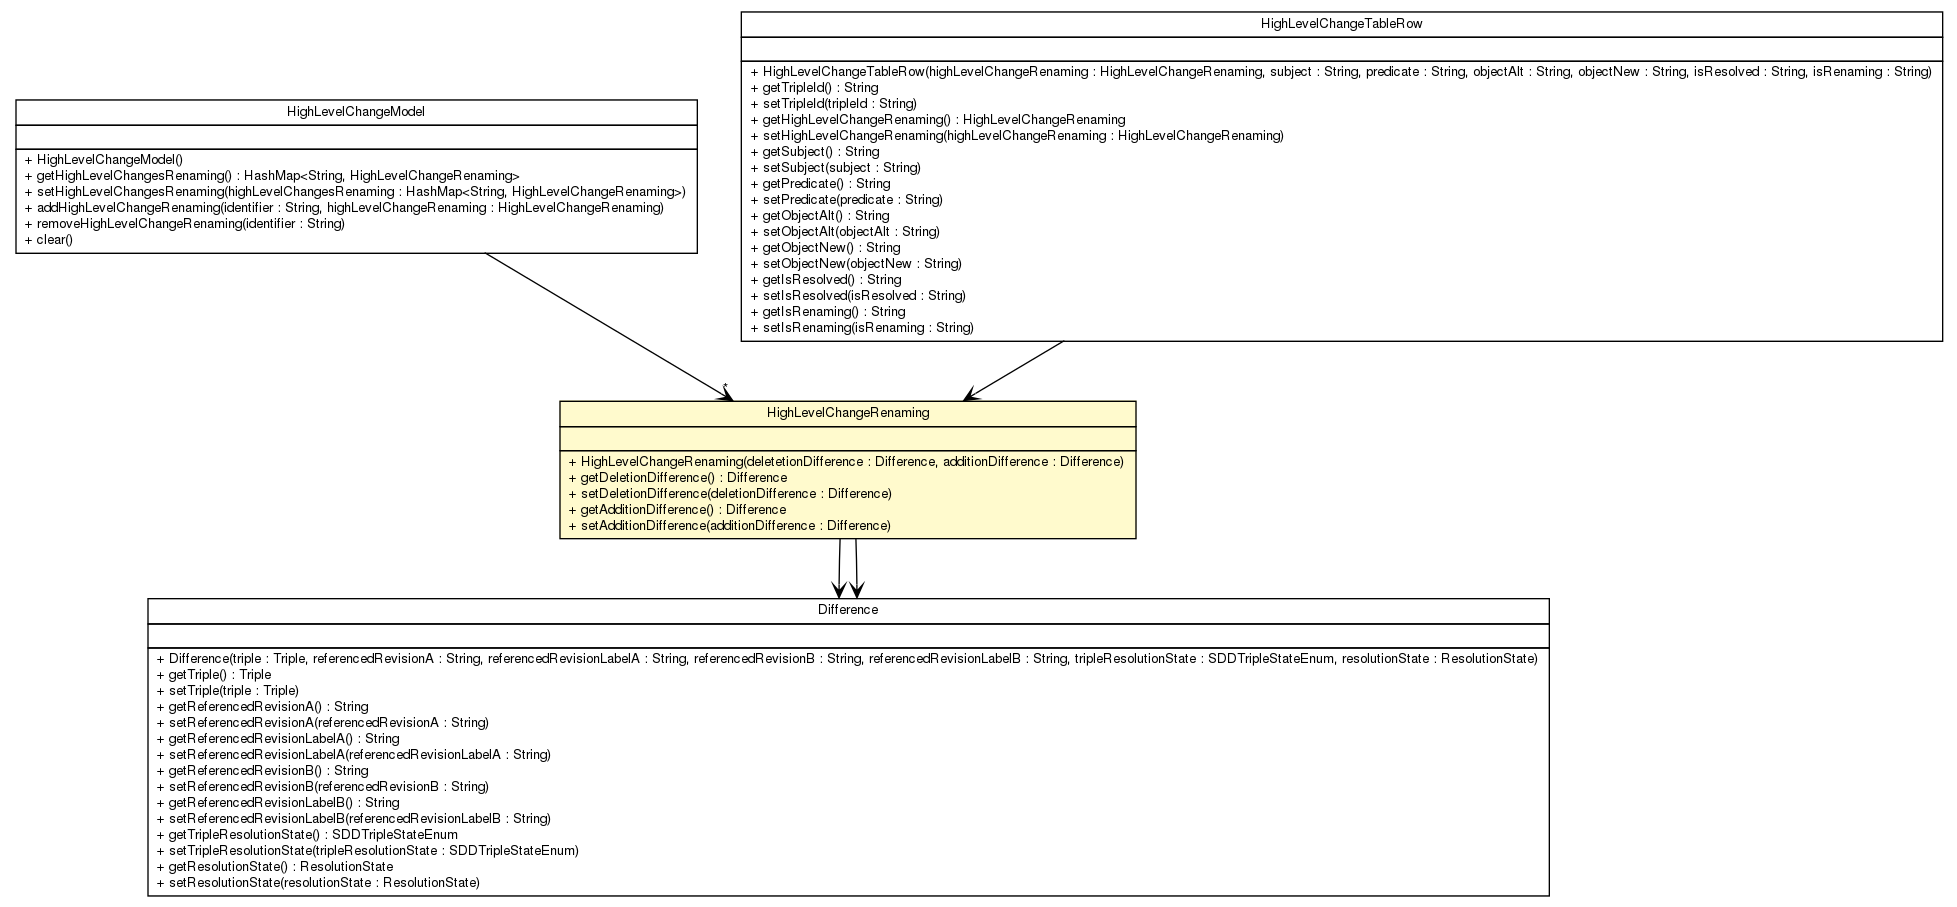 HighLevelChangeTableRow
+ HighLevelChangeTableRow(highLevelChangeRenaming : HighLevelChangeRenaming, subject : String, predicate : String, objectAlt : String, objectNew : String, isResolved : String, isRenaming : String)
+ getTripleId() : String
+ setTripleId(tripleId : String)
+ getHighLevelChangeRenaming() : HighLevelChangeRenaming
+ setHighLevelChangeRenaming(highLevelChangeRenaming : HighLevelChangeRenaming)
+ getSubject() : String
+ setSubject(subject : String)
+ getPredicate() : String
+ setPredicate(predicate : String)
+ getObjectAlt() : String
+ setObjectAlt(objectAlt : String)
+ getObjectNew() : String
+ setObjectNew(objectNew : String)
+ getIsResolved() : String
+ setIsResolved(isResolved : String)
+ getIsRenaming() : String
+ setIsRenaming(isRenaming : String)
HighLevelChangeModel
+ HighLevelChangeModel()
+ getHighLevelChangesRenaming() : HashMap<String, HighLevelChangeRenaming>
+ setHighLevelChangesRenaming(highLevelChangesRenaming : HashMap<String, HighLevelChangeRenaming>)
+ addHighLevelChangeRenaming(identifier : String, highLevelChangeRenaming : HighLevelChangeRenaming)
+ removeHighLevelChangeRenaming(identifier : String)
+ clear()
*
HighLevelChangeRenaming
+ HighLevelChangeRenaming(deletetionDifference : Difference, additionDifference : Difference)
+ getDeletionDifference() : Difference
+ setDeletionDifference(deletionDifference : Difference)
+ getAdditionDifference() : Difference
+ setAdditionDifference(additionDifference : Difference)
Difference
+ Difference(triple : Triple, referencedRevisionA : String, referencedRevisionLabelA : String, referencedRevisionB : String, referencedRevisionLabelB : String, tripleResolutionState : SDDTripleStateEnum, resolutionState : ResolutionState)
+ getTriple() : Triple
+ setTriple(triple : Triple)
+ getReferencedRevisionA() : String
+ setReferencedRevisionA(referencedRevisionA : String)
+ getReferencedRevisionLabelA() : String
+ setReferencedRevisionLabelA(referencedRevisionLabelA : String)
+ getReferencedRevisionB() : String
+ setReferencedRevisionB(referencedRevisionB : String)
+ getReferencedRevisionLabelB() : String
+ setReferencedRevisionLabelB(referencedRevisionLabelB : String)
+ getTripleResolutionState() : SDDTripleStateEnum
+ setTripleResolutionState(tripleResolutionState : SDDTripleStateEnum)
+ getResolutionState() : ResolutionState
+ setResolutionState(resolutionState : ResolutionState)